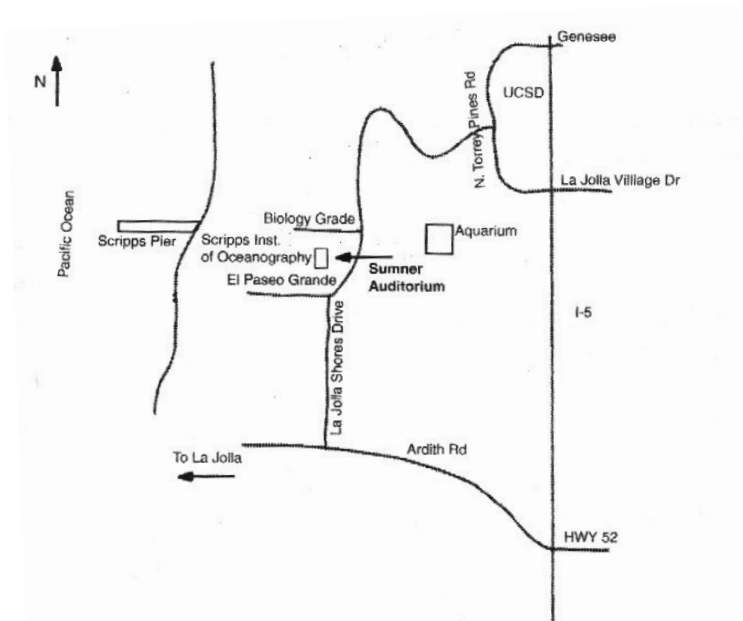 Genesee
N
UCSD
N. Torrey Pines Rd
La Jolla Villiage Dr
Pacific Ocean
Biology Grade
Aquarium
Scripps Pier
Scripps Inst.
of Oceanography
Sumner
Auditorium
El Paseo Grande
I-5
La Jolla Shores Drive
Ardith Rd
To La Jolla
HWY 52